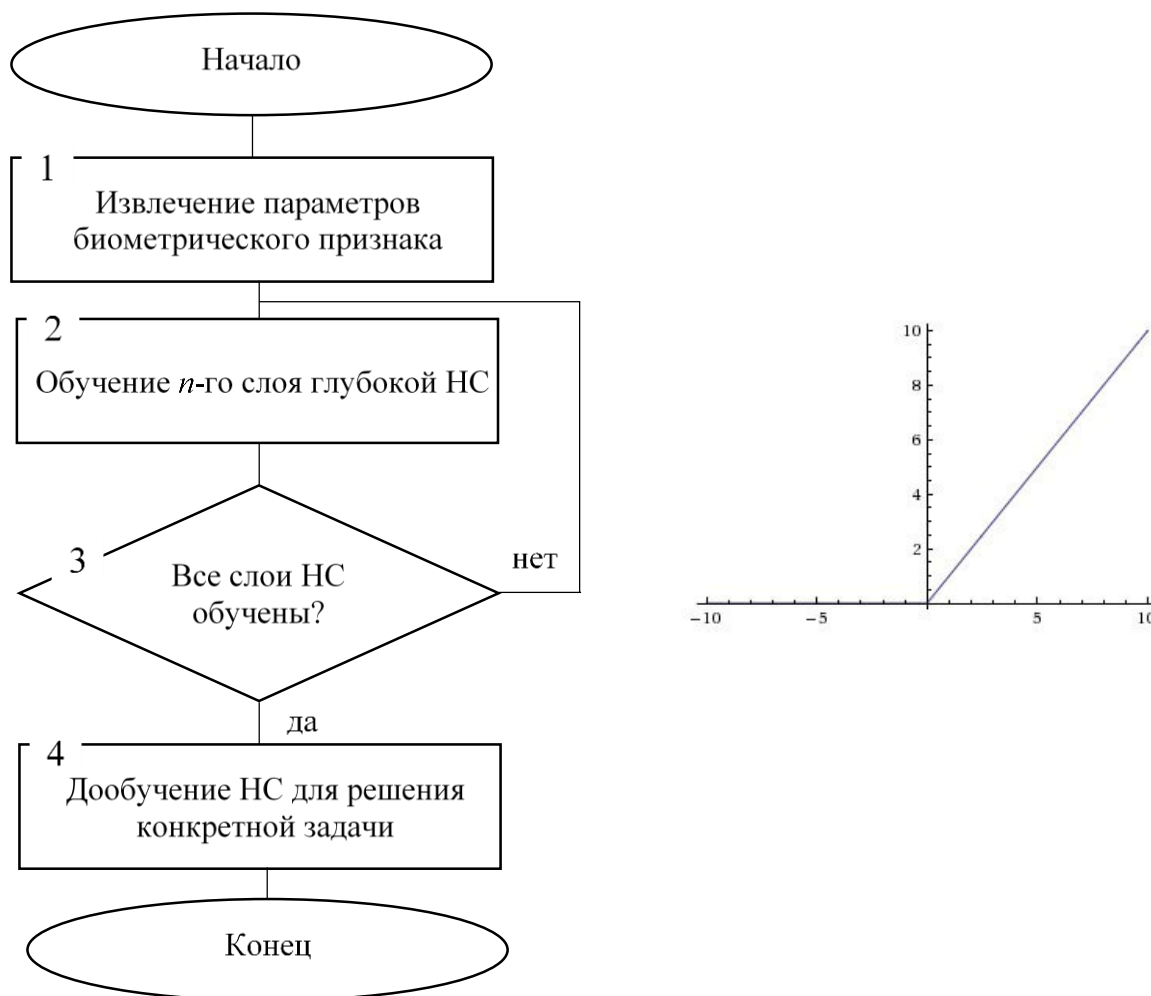 Начало
1
Извлечение параметров
биометрического признака
2
Обучение n-го слоя глубокой НС
3
Все слои НС
обучены?
нет
да
4
Дообучение НС для решения
конкретной задачи
Конец
10
8
6
4
2
−10 −5 5 10